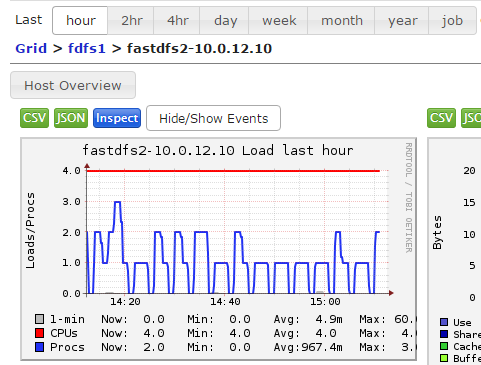 Last hour 2hr 4hr day week month year job
Grid > fdfs1 > fastdfs2-10.0.12.10
Host Overview
CSV JSON Inspect Hide/Show Events CSV
fastdfs2-10.0.12.10 Load last hour
RRDTOOL / TOBI OETIKER
Loads/Procs
4.0
3.0
2.0
1.0
0.0
14:20 14:40 15:00
1-min Now: 0.0 Min: 0.0 Avg: 4.9m Max: 60.
CPUs Now: 4.0 Min: 4.0 Avg: 4.0 Max: 4.
Procs Now: 2.0 Min: 0.0 Avg:967.4m Max: 3.
Bytes
20
15
10
5
0
Use
Share
Cache
Buffe